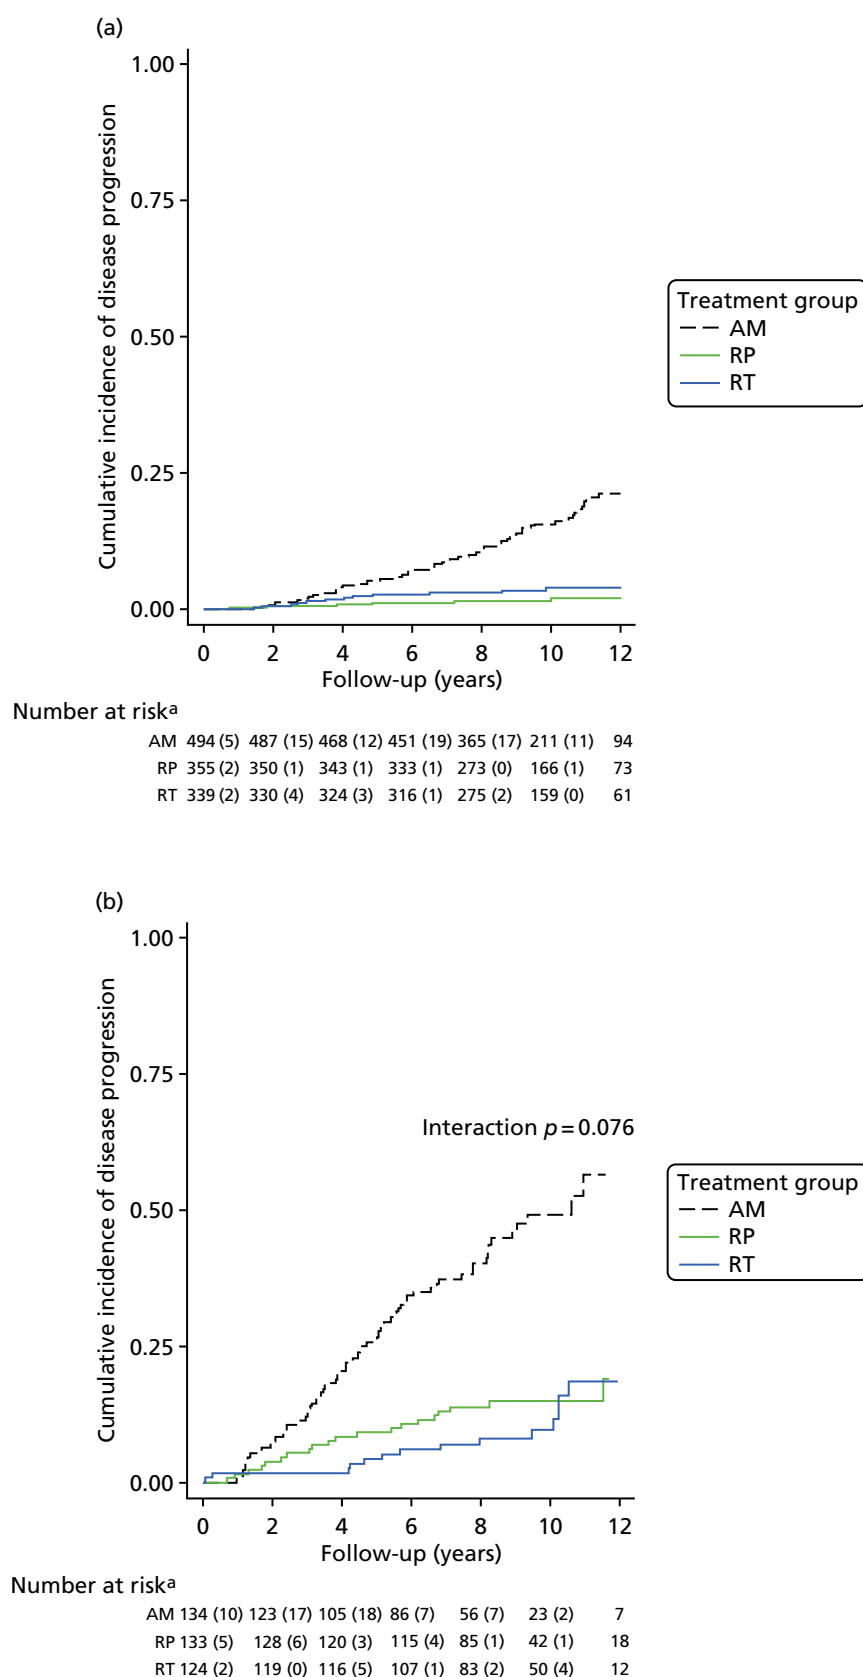 (a)
1.00
0.75
0.50
0.25
0.00
Cumulative incidence of disease progression
0 2 4 6 8 10 12
Follow-up (years)
Treatment group
AM
RP
RT
Number at riskᵃ
AM 494 (5) 487 (15) 468 (12) 451 (19) 365 (17) 211 (11) 94
RP 355 (2) 350 (1) 343 (1) 333 (1) 273 (0) 166 (1) 73
RT 339 (2) 330 (4) 324 (3) 316 (1) 275 (2) 159 (0) 61
(b)
1.00
0.75
0.50
0.25
0.00
Cumulative incidence of disease progression
Interaction p=0.076
0 2 4 6 8 10 12
Follow-up (years)
Treatment group
AM
RP
RT
Number at riskᵃ
AM 134 (10) 123 (17) 105 (18) 86 (7) 56 (7) 23 (2) 7
RP 133 (5) 128 (6) 120 (3) 115 (4) 85 (1) 42 (1) 18
RT 124 (2) 119 (0) 116 (5) 107 (1) 83 (2) 50 (4) 12